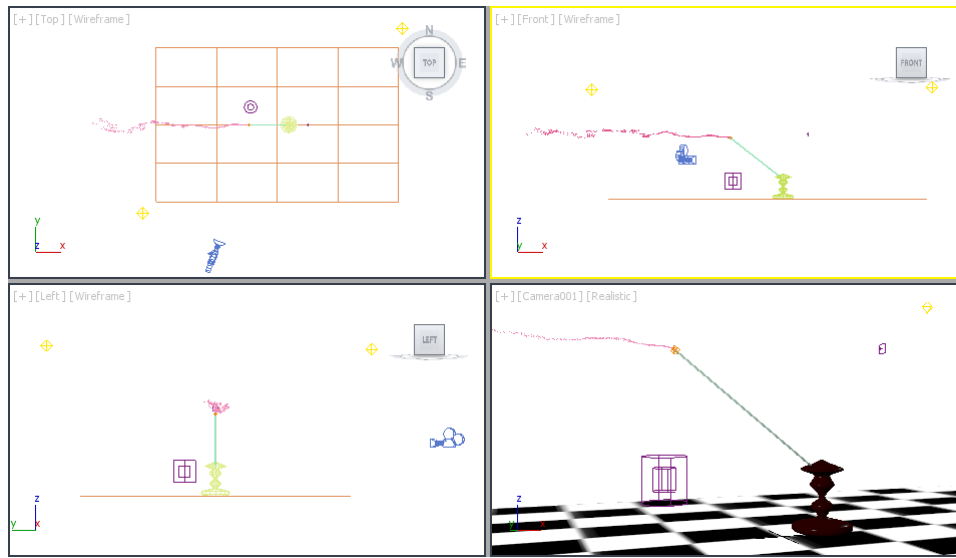 [+] [Top] [Wireframe]
N
W TOP E
S
y
z x
[+] [Front] [Wireframe]
FRONT
z
y x
[+] [Left] [Wireframe]
LEFT
z
y x
[+] [Camera001] [Realistic]
z
y x